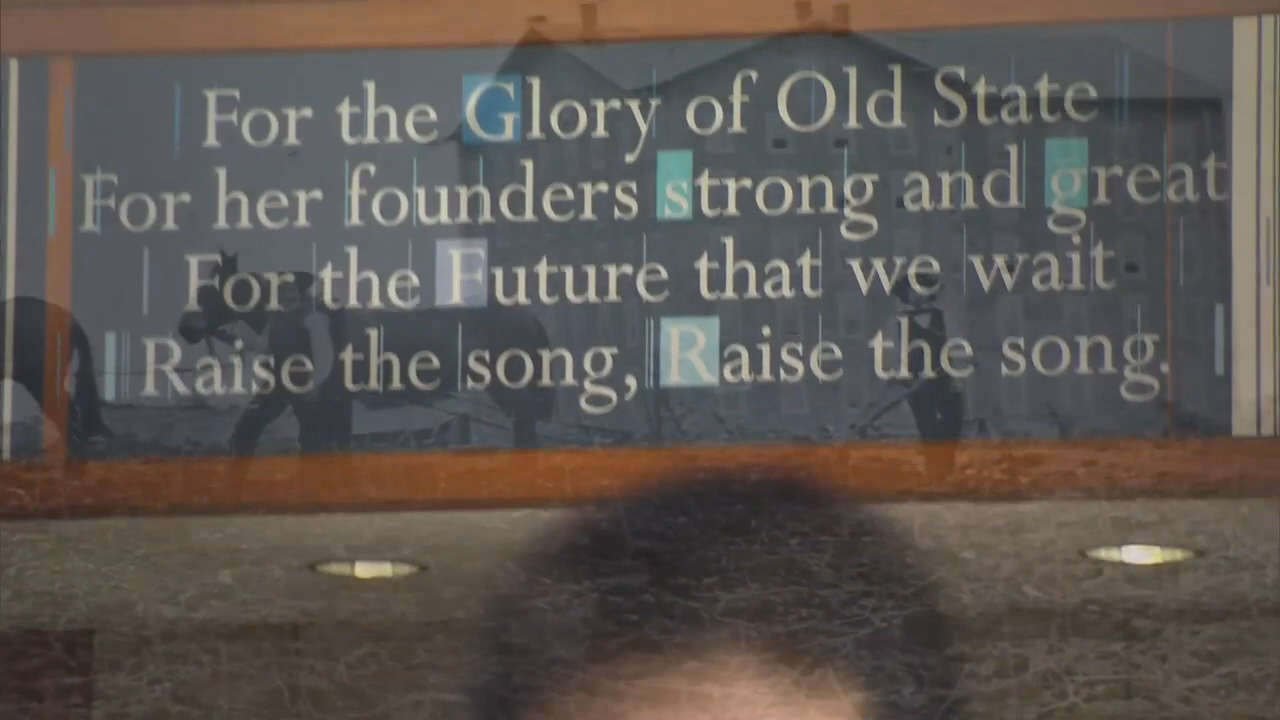 For the Glory of Old State
For her founders strong and great
For the Future that we wait
Raise the song, Raise the song.